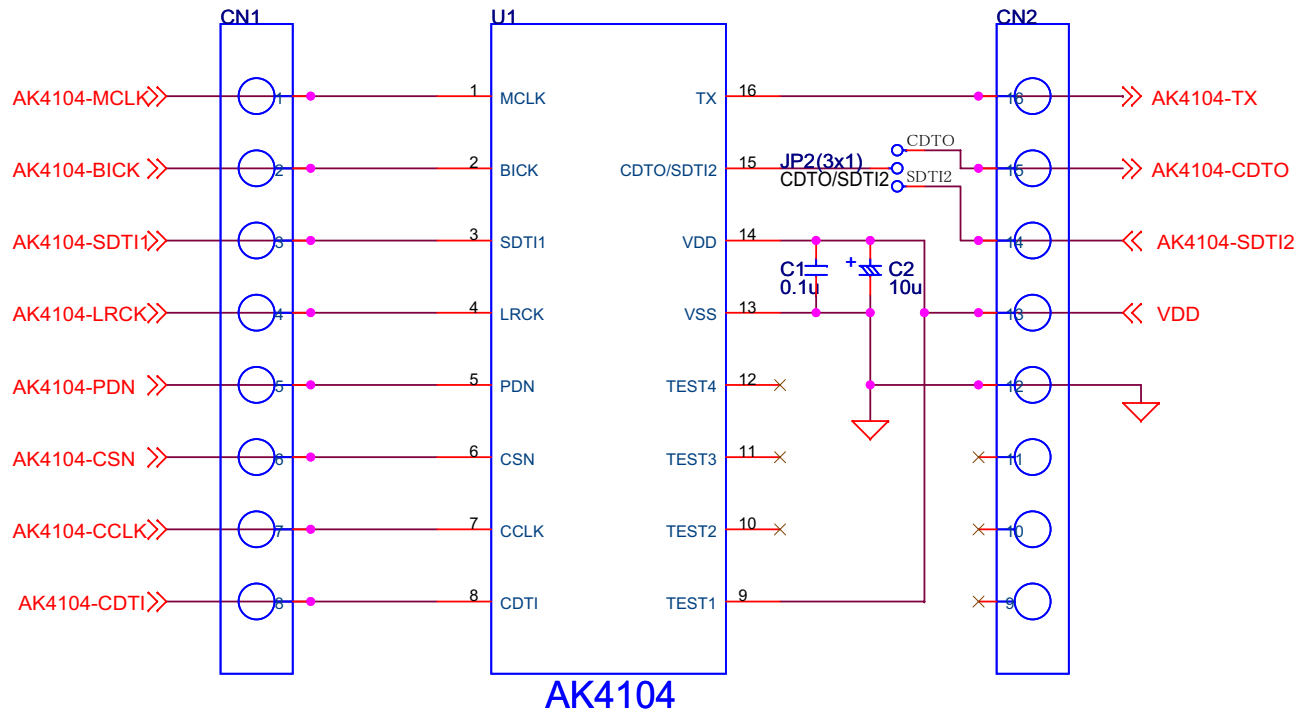 CN1 U1 CN2
AK4104-MCLK 1 1 MCLK TX 16 16 AK4104-TX
CDTO
AK4104-BICK 2 2 BICK CDTO/SDTI2 15 JP2(3x1) 15 AK4104-CDTO
CDTO/SDTI2 SDTI2
AK4104-SDTI1 3 3 SDTI1 VDD 14 14 AK4104-SDTI2
C1 + C2
0.1u 10u
AK4104-LRCK 4 4 LRCK VSS 13 13 VDD
AK4104-PDN 5 5 PDN TEST4 12 12
AK4104-CSN 6 6 CSN TEST3 11 11
AK4104-CCLK 7 7 CCLK TEST2 10 10
AK4104-CDTI 8 8 CDTI TEST1 9 9
AK4104